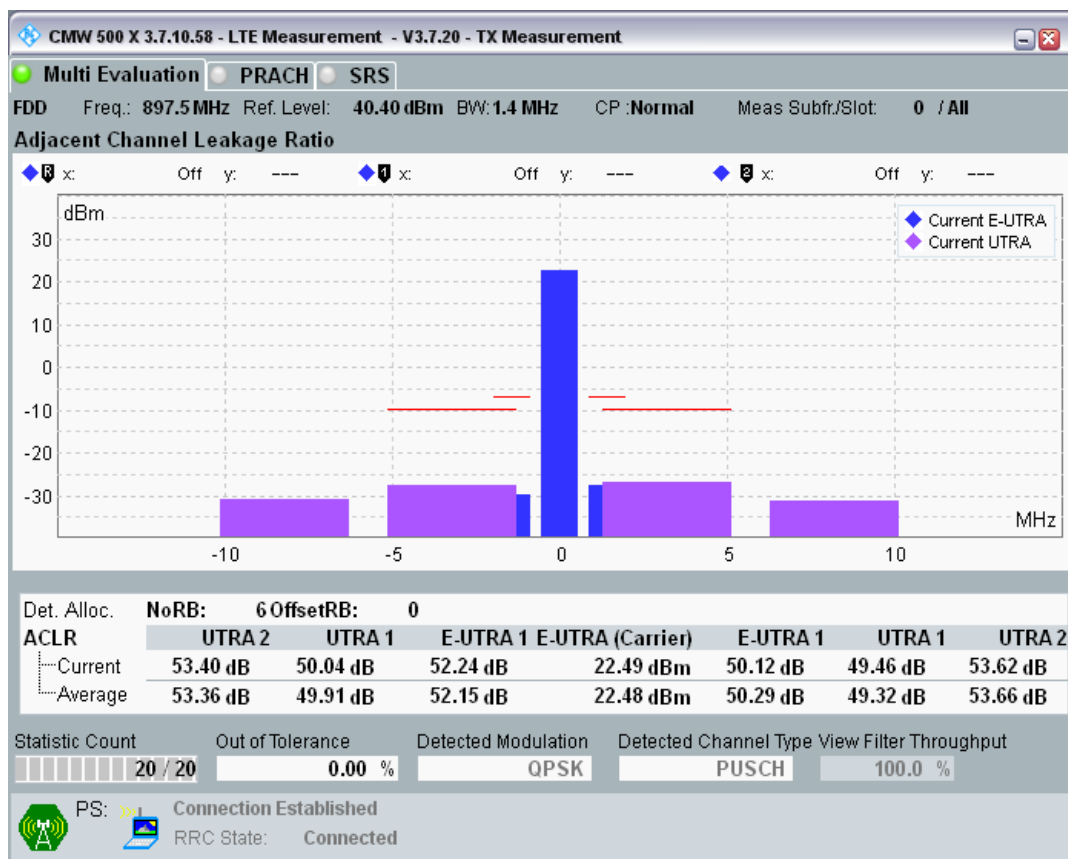 CMW 500 X 3.7.10.58 - LTE Measurement - V3.7.20 - TX Measurement
Multi Evaluation PRACH SRS
FDD Freq.: 897.5 MHz Ref. Level: 40.40 dBm BW: 1.4 MHz CP :Normal Meas Subfr./Slot: 0 / All
Adjacent Channel Leakage Ratio
R x: Off y: --- 1 x: Off y: --- 2 x: Off y: ---
dBm
Current E-UTRA
Current UTRA
30
20
10
0
-10
-20
-30
MHz
-10 -5 0 5 10
Det. Alloc. NoRB: 6 OffsetRB: 0
ACLR UTRA 2 UTRA 1 E-UTRA 1 E-UTRA (Carrier) E-UTRA 1 UTRA 1 UTRA 2
Current 53.40 dB 50.04 dB 52.24 dB 22.49 dBm 50.12 dB 49.46 dB 53.62 dB
Average 53.36 dB 49.91 dB 52.15 dB 22.48 dBm 50.29 dB 49.32 dB 53.66 dB
Statistic Count Out of Tolerance Detected Modulation Detected Channel Type View Filter Throughput
20 / 20 0.00 % QPSK PUSCH 100.0 %
PS: Connection Established
RRC State: Connected